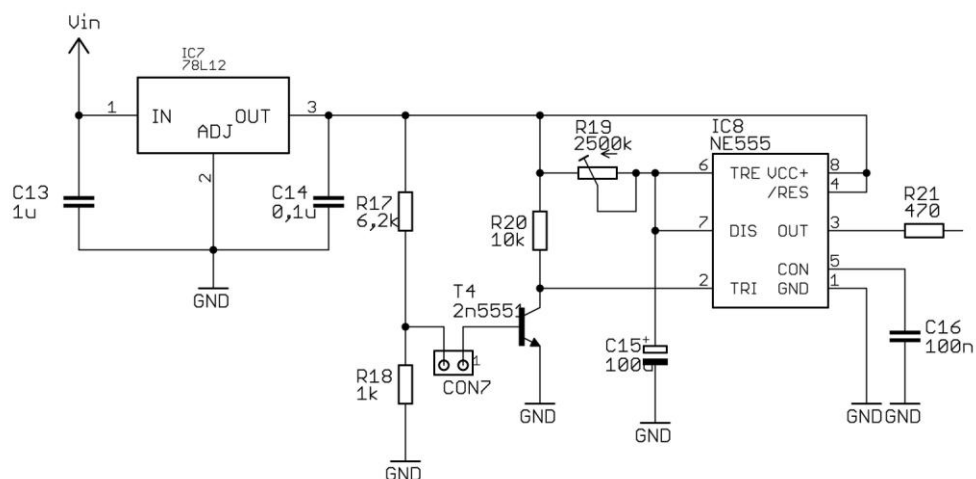 Vin
IC7
78L12
1
IN
OUT
3
ADJ
2
C13
1u
C14
0,1u
GND
R17
6,2k
R18
1k
GND
CON7
1
T4
2n5551
GND
R20
10k
R19
2500k
C15
+
100u
GND
IC8
NE555
6
TRE
VCC+
8
/RES
4
7
DIS
OUT
3
CON
5
2
TRI
GND
1
R21
470
C16
100n
GND
GND